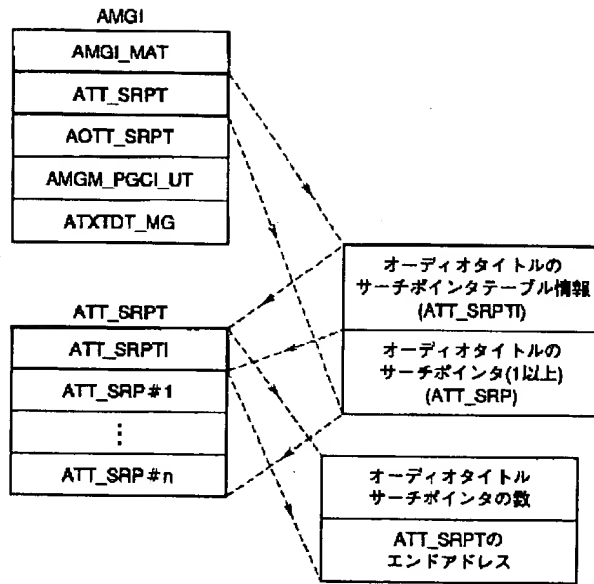 AMGI
AMGI_MAT
ATT_SRPT
AOTT_SRPT
AMGM_PGCI_UT
ATXTDT_MG
オーディオタイトルの
サーチポインタテーブル情報
(ATT_SRPTI)
オーディオタイトルの
サーチポインタ(1以上)
(ATT_SRP)
ATT_SRPT
ATT_SRPTI
ATT_SRP#1
⋮
ATT_SRP#n
オーディオタイトル
サーチポインタの数
ATT_SRPTの
エンドアドレス